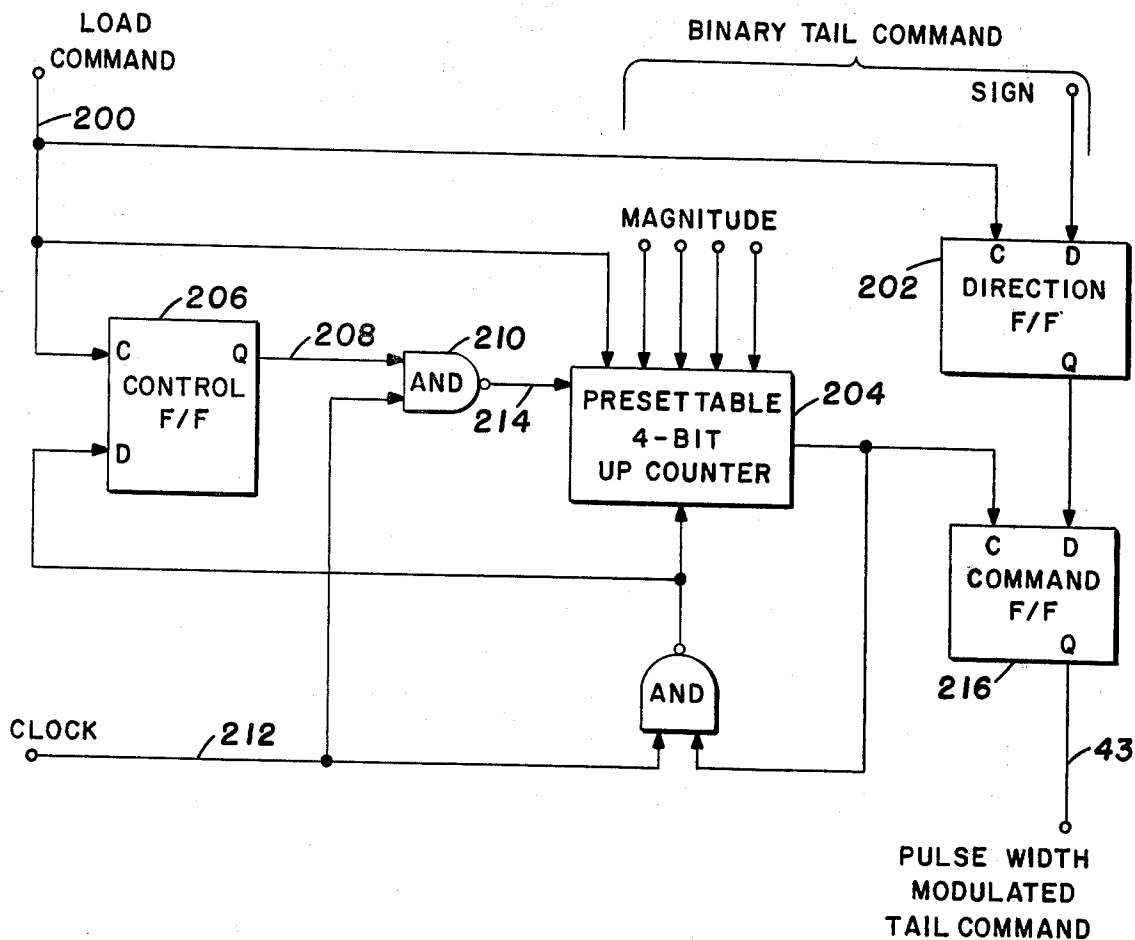 LOAD
COMMAND
BINARY TAIL COMMAND
SIGN
200
MAGNITUDE
C D
202
DIRECTION
F/F
Q
206
208
210
C Q
CONTROL
F/F
D
AND
214
PRESETTABLE
4-BIT
UP COUNTER
204
C D
COMMAND
F/F
Q
216
AND
CLOCK
212
43
PULSE WIDTH
MODULATED
TAIL COMMAND